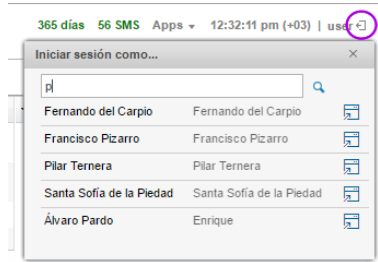 365 días 56 SMS Apps 12:32:11 pm (+03) | user
Iniciar sesión como... ×
p
Fernando del Carpio Fernando del Carpio
Francisco Pizarro Francisco Pizarro
Pilar Ternera Pilar Ternera
Santa Sofía de la Piedad Santa Sofía de la Piedad
Álvaro Pardo Enrique